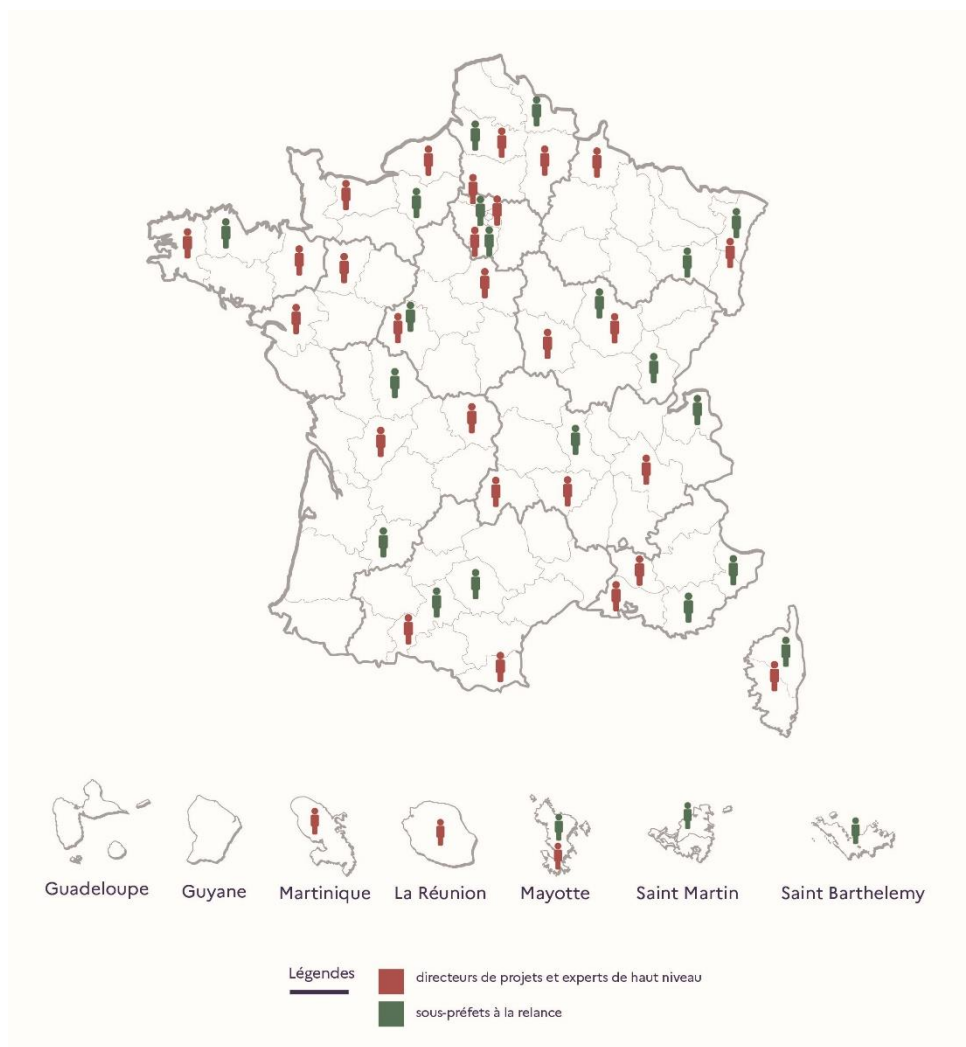 Guadeloupe
Guyane
Martinique
La Réunion
Mayotte
Saint Martin
Saint Barthelemy
Légendes
directeurs de projets et experts de haut niveau
sous-préfets à la relance